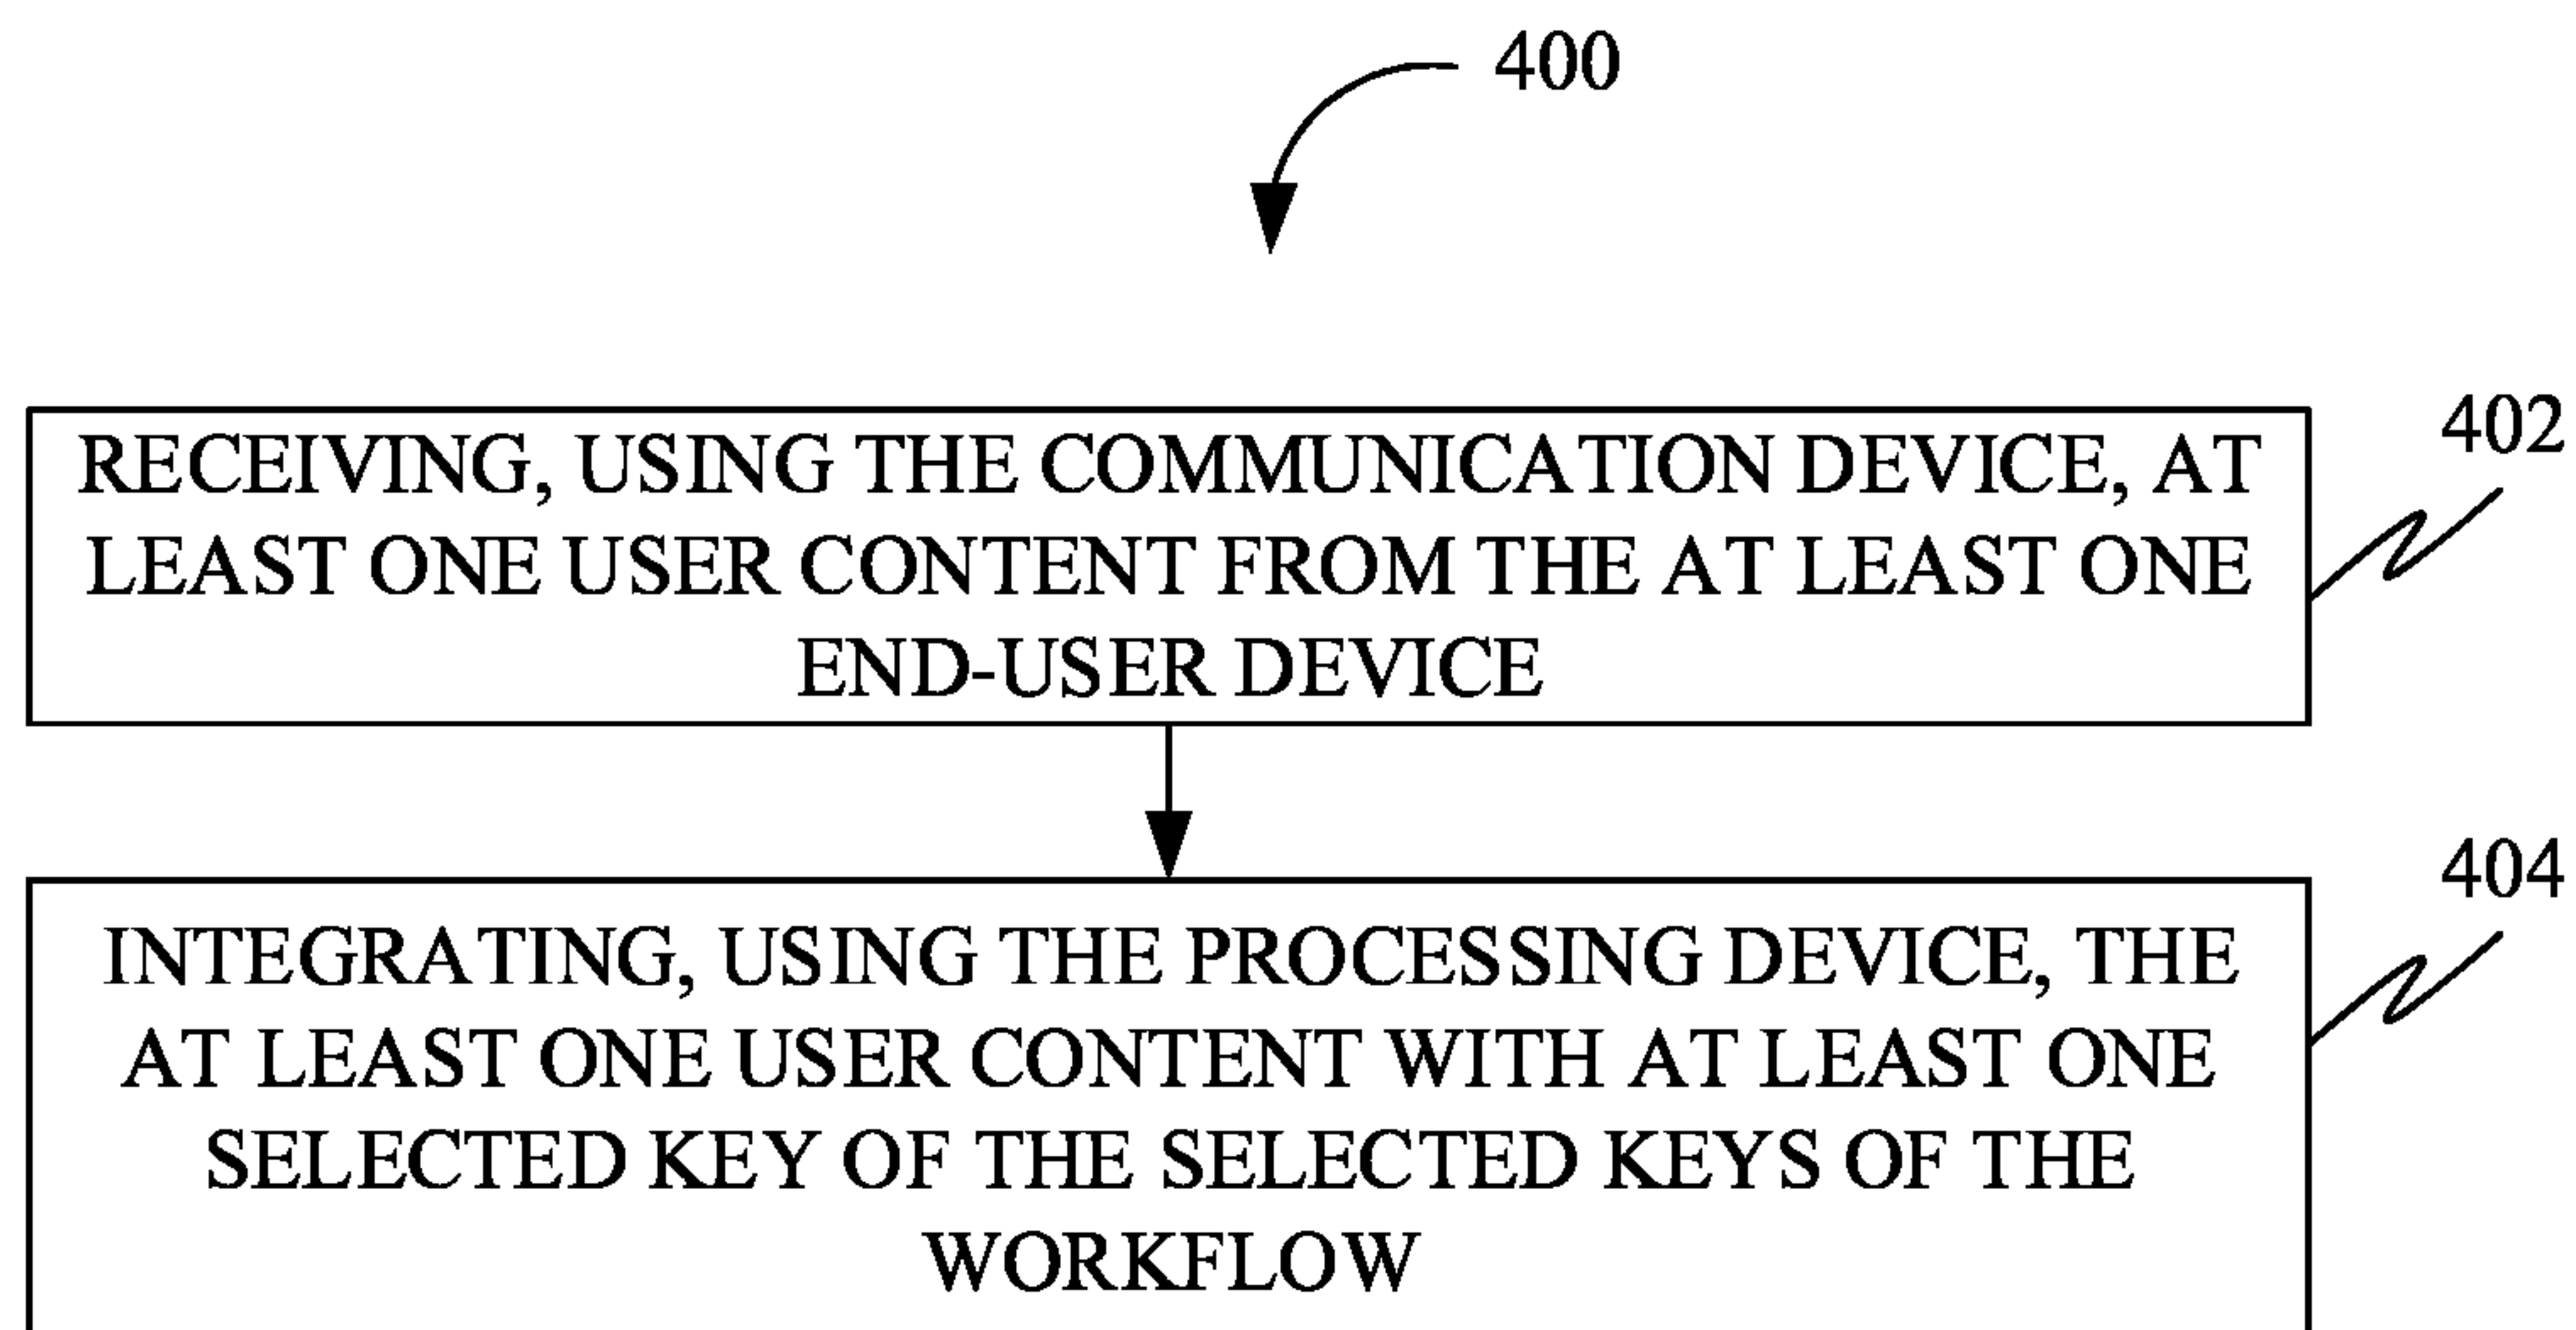 400
402
RECEIVING, USING THE COMMUNICATION DEVICE, AT
LEAST ONE USER CONTENT FROM THE AT LEAST ONE
END-USER DEVICE
404
INTEGRATING, USING THE PROCESSING DEVICE, THE
AT LEAST ONE USER CONTENT WITH AT LEAST ONE
SELECTED KEY OF THE SELECTED KEYS OF THE
WORKFLOW